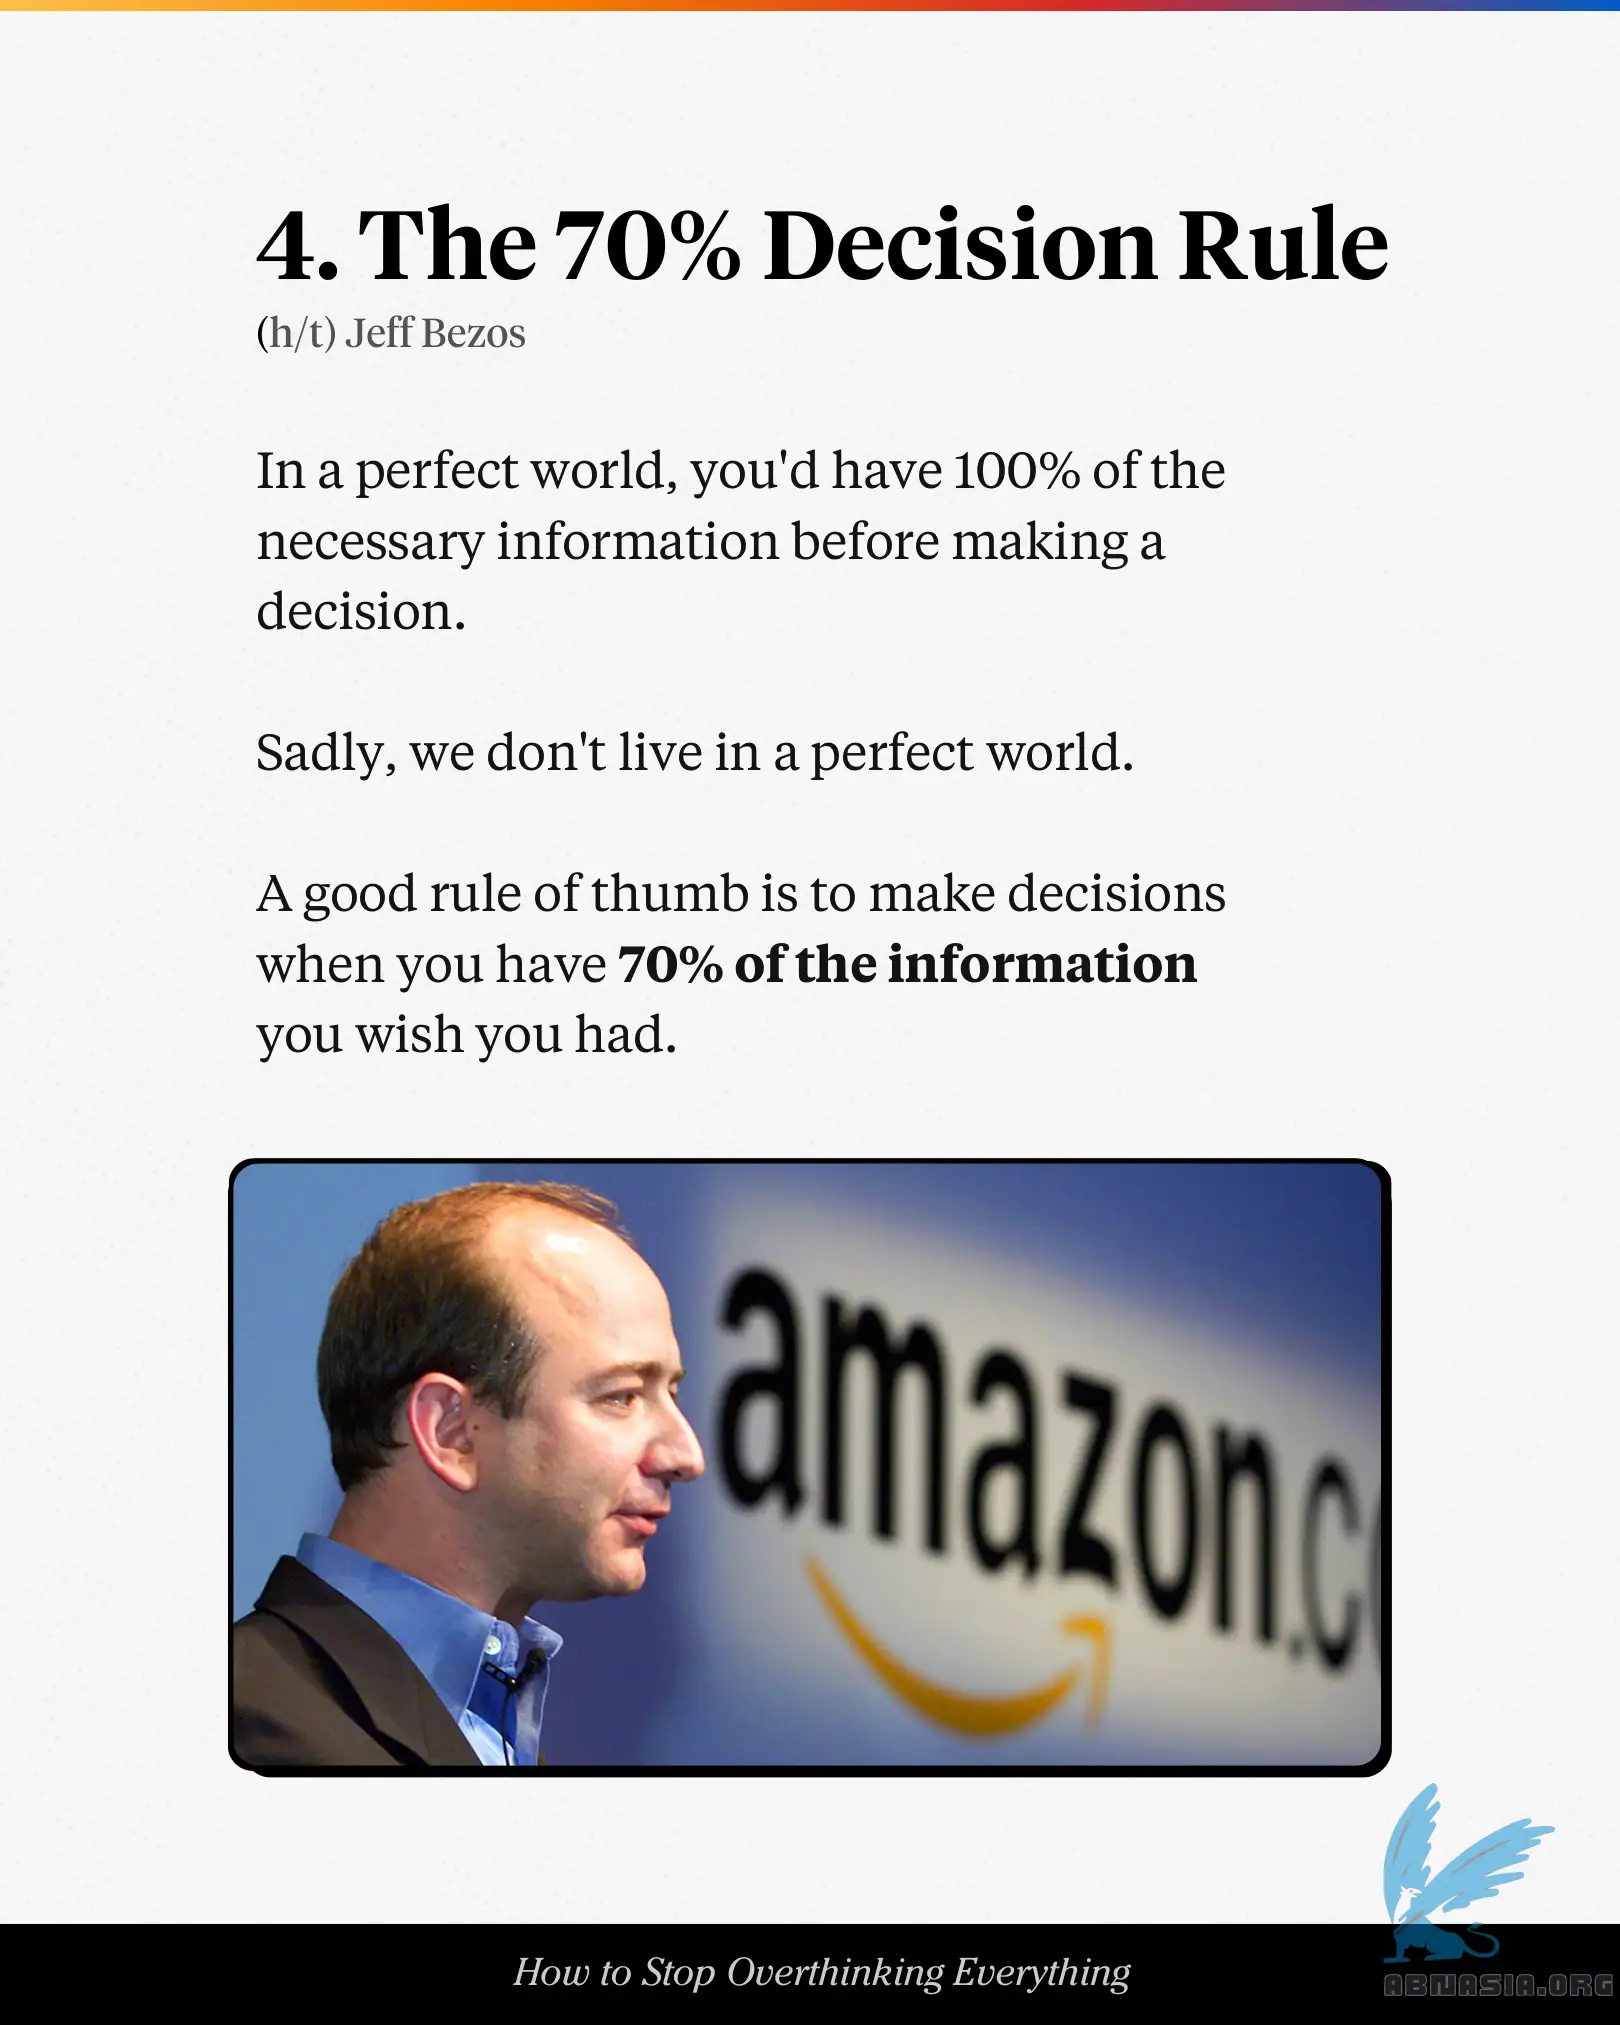 4. The 70% Decision Rule
(h/t) Jeff Bezos
In a perfect world, you'd have 100% of the
necessary information before making a
decision.
Sadly, we don't live in a perfect world.
A good rule of thumb is to make decisions
when you have 70% of the information
you wish you had.
amazon.c
How to Stop Overthinking Everything
ABNASIA.ORG